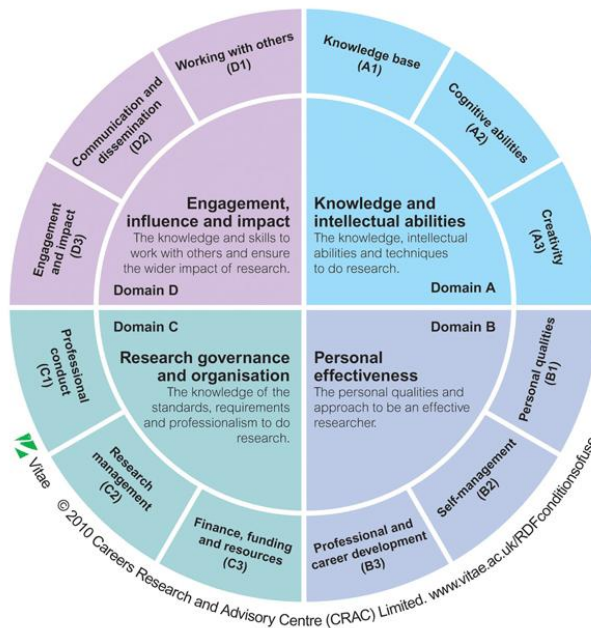 Working with others
(D1)
Knowledge base
(A1)
Communication and
dissemination
(D2)
Cognitive abilities
(A2)
Engagement
and impact
(D3)
Creativity
(A3)
Engagement,
influence and impact
The knowledge and skills to
work with others and ensure
the wider impact of research.
Domain D
Knowledge and
intellectual abilities
The knowledge, intellectual
abilities and techniques
to do research.
Domain A
Domain C
Research governance
and organisation
The knowledge of the
standards, requirements
and professionalism to do
research.
Domain B
Personal
effectiveness
The personal qualities and
approach to be an effective
researcher.
Professional
conduct
(C1)
Personal qualities
(B1)
Research
management
(C2)
Self-management
(B2)
Finance, funding
and resources
(C3)
Professional and
career development
(B3)
Vitae
© 2010 Careers Research and Advisory Centre (CRAC) Limited. www.vitae.ac.uk/RDFconditionsofuse